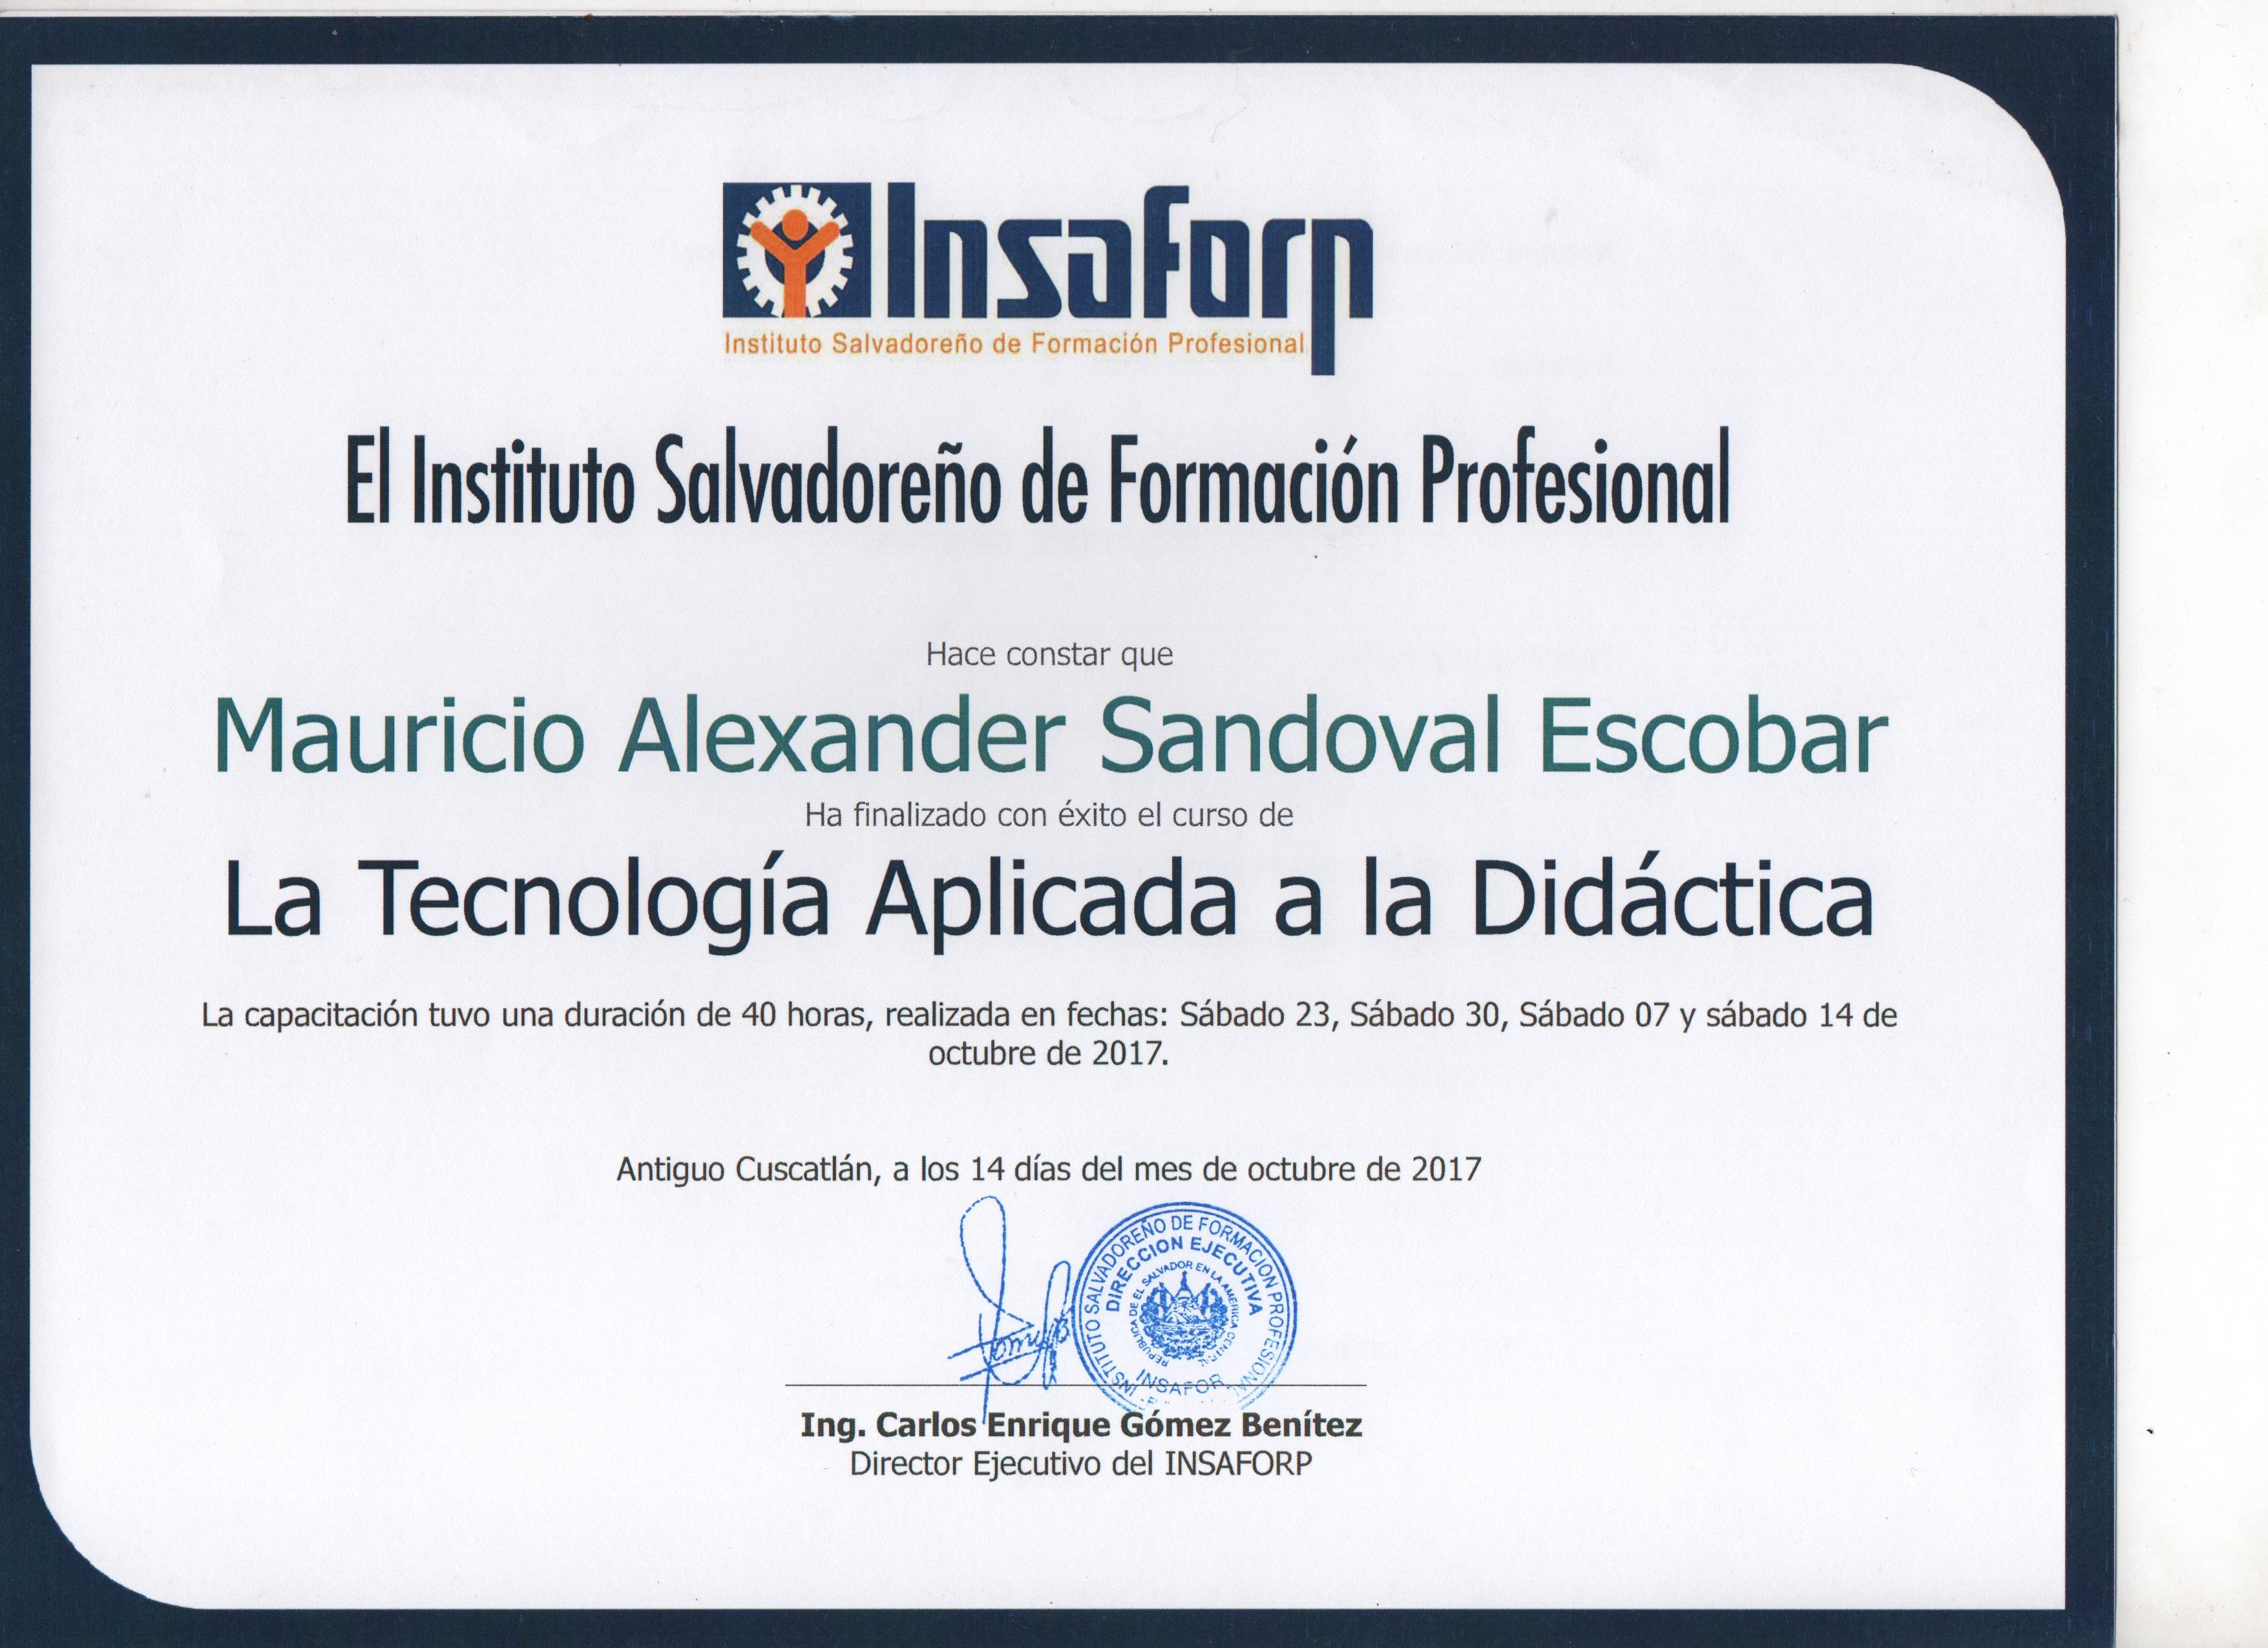 Insaforp
Instituto Salvadoreño de Formación Profesional
El Instituto Salvadoreño de Formación Profesional
Hace constar que
Mauricio Alexander Sandoval Escobar
Ha finalizado con éxito el curso de
La Tecnología Aplicada a la Didáctica
La capacitación tuvo una duración de 40 horas, realizada en fechas: Sábado 23, Sábado 30, Sábado 07 y sábado 14 de
octubre de 2017.
Antiguo Cuscatlán, a los 14 días del mes de octubre de 2017
INSTITUTO SALVADOREÑO DE FORMACION PROFESIONAL
DIRECCION EJECUTIVA
REPUBLICA DE EL SALVADOR EN LA AMERICA CENTRAL
INSAFOR
Ing. Carlos Enrique Gómez Benítez
Director Ejecutivo del INSAFORP